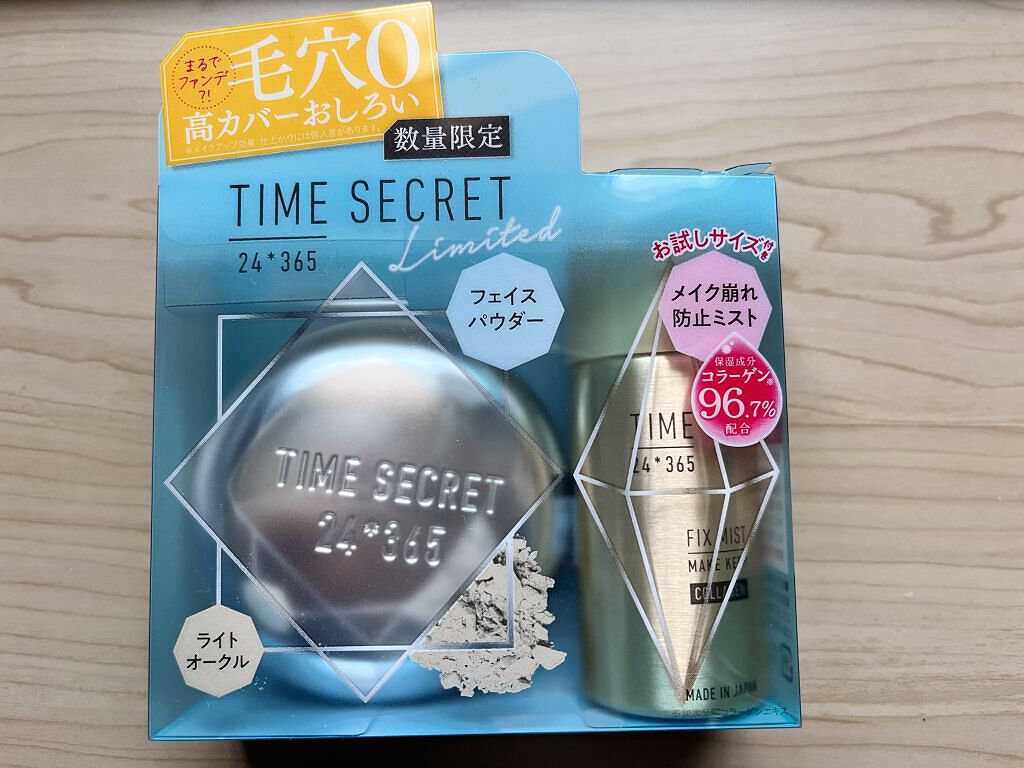 まるで
ファンデ
?!
毛穴0
高カバーおしろい
※メイクアップ効果:仕上がりには個人差があります。
数量限定
TIME SECRET
Limited
24*365
フェイス
パウダー
TIME SECRET
24*365
ライト
オークル
お試しサイズ付き
メイク崩れ
防止ミスト
保湿成分
コラーゲン※
96.7%
配合
TIME
24*365
FIX MIST
MAKE KE
COLLAGEN
MADE IN JAPAN